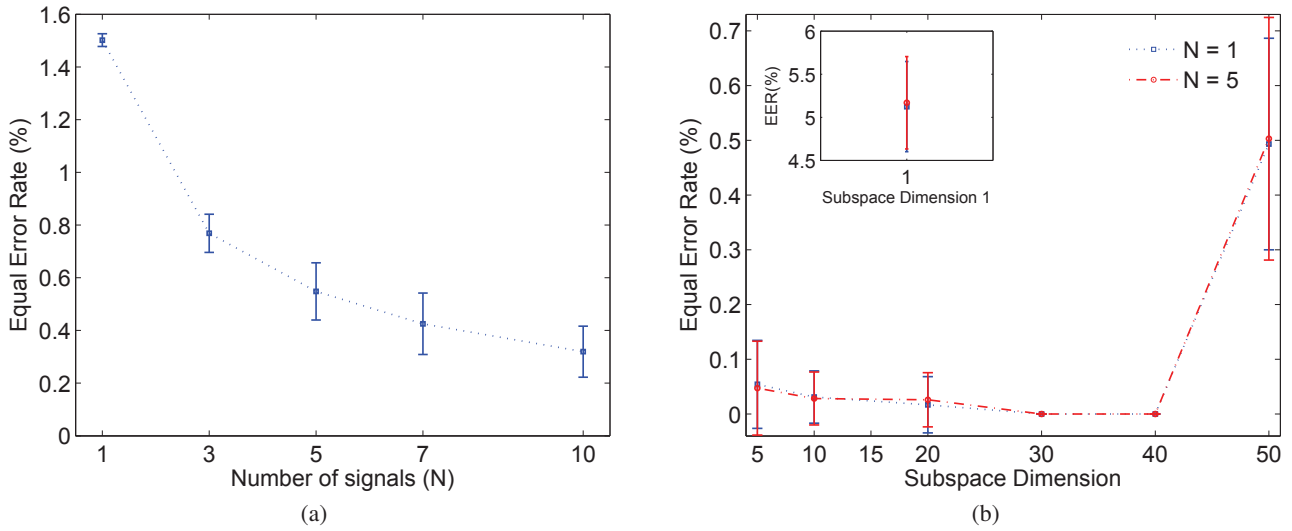 1.6
1.4
1.2
1
0.8
0.6
0.4
0.2
0
Equal Error Rate (%)
1 3 5 7 10
Number of signals (N)
(a)
0.7
0.6
0.5
0.4
0.3
0.2
0.1
0
Equal Error Rate (%)
6
5.5
5
4.5
EER(%)
1
Subspace Dimension 1
N = 1
N = 5
5 10 15 20 30 40 50
Subspace Dimension
(b)